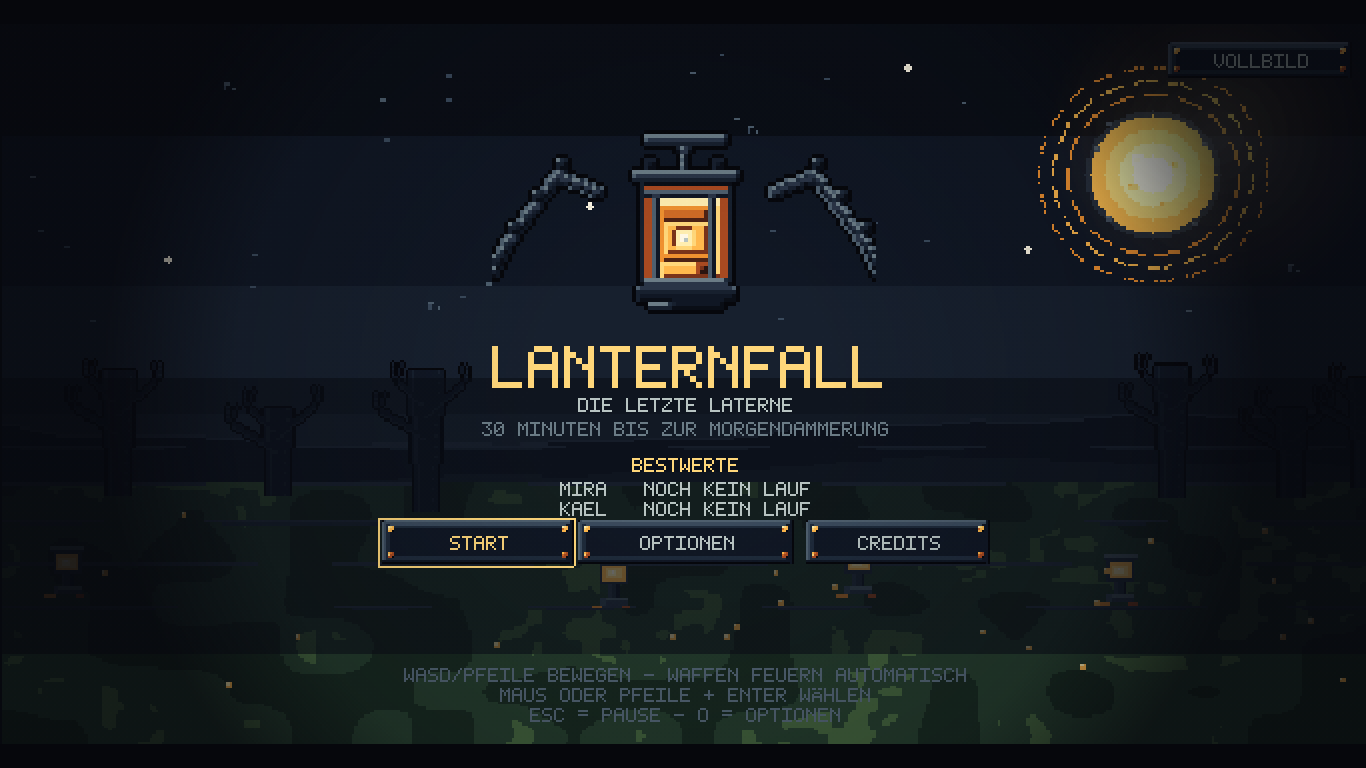 VOLLBILD
LANTERNFALL
DIE LETZTE LATERNE
30 MINUTEN BIS ZUR MORGENDAMMERUNG
BESTWERTE
MIRA NOCH KEIN LAUF
KAEL NOCH KEIN LAUF
START OPTIONEN CREDITS
WASD/PFEILE BEWEGEN - WAFFEN FEUERN AUTOMATISCH
MAUS ODER PFEILE + ENTER WäHLEN
ESC = PAUSE - O = OPTIONEN